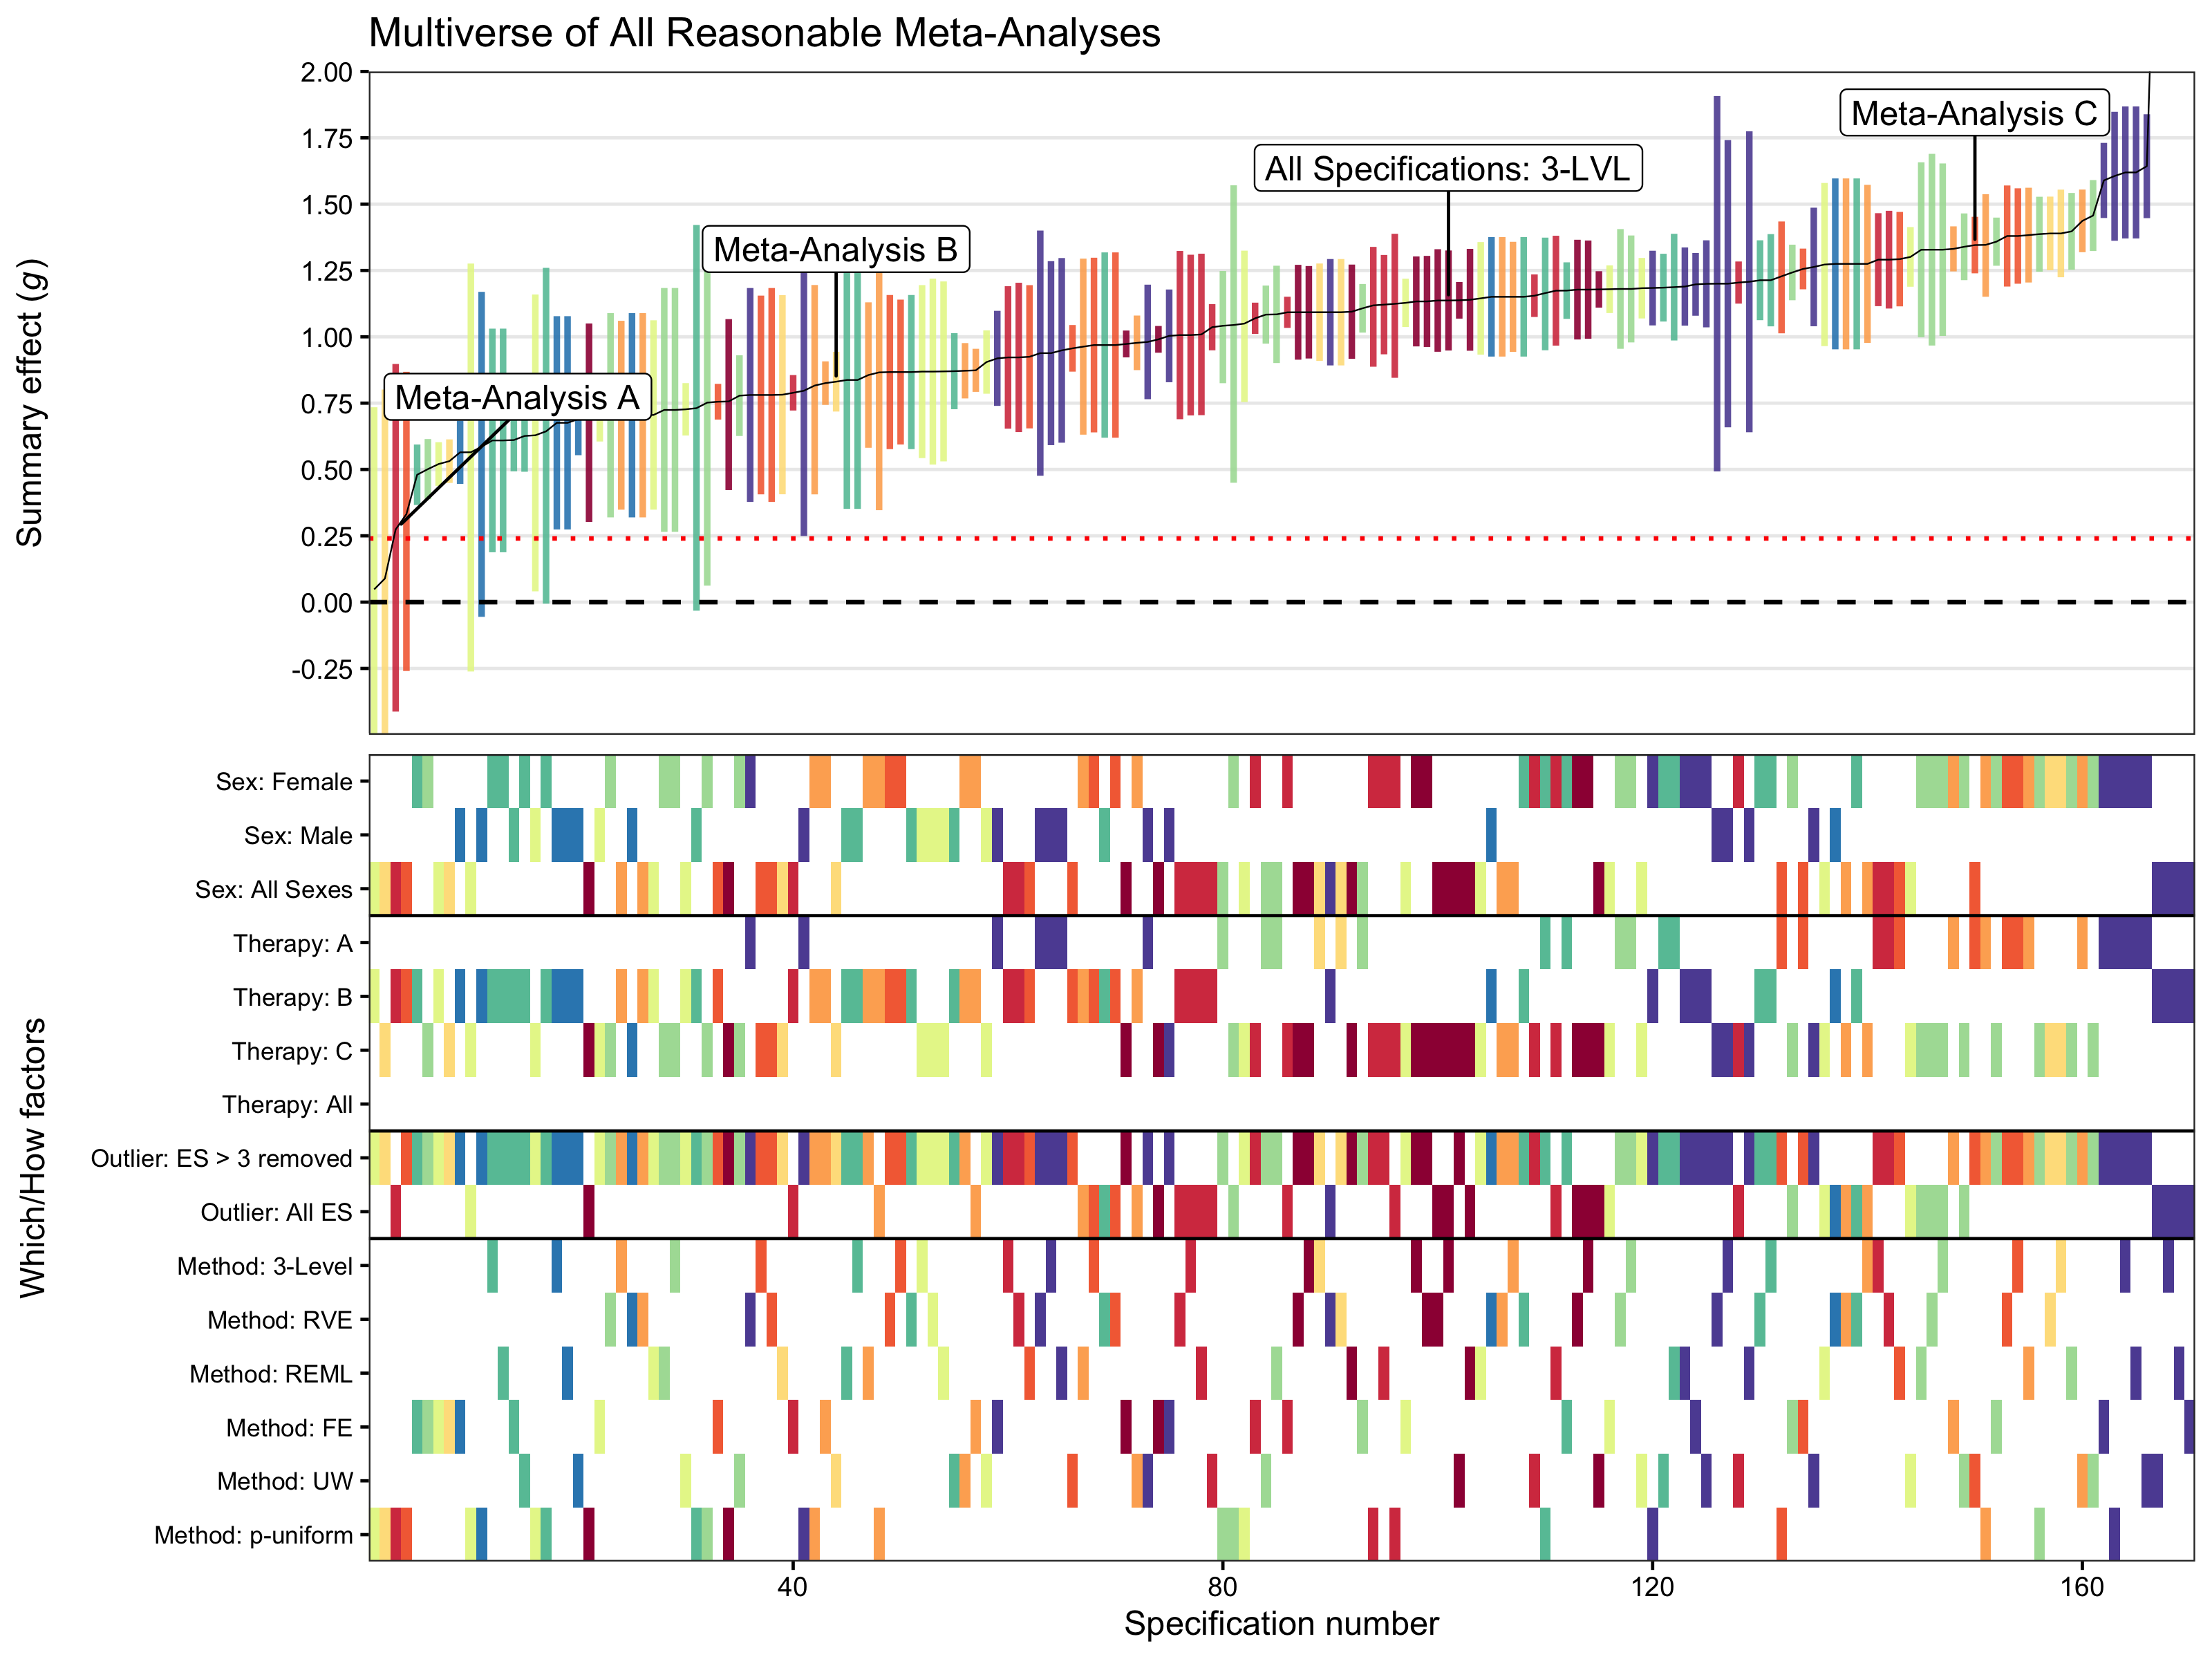 Multiverse of All Reasonable Meta-Analyses
2.00
1.75
1.50
1.25
1.00
0.75
0.50
0.25
0.00
-0.25
Summary effect (g)
Meta-Analysis A
Meta-Analysis B
All Specifications: 3-LVL
Meta-Analysis C
Which/How factors
Sex: Female
Sex: Male
Sex: All Sexes
Therapy: A
Therapy: B
Therapy: C
Therapy: All
Outlier: ES > 3 removed
Outlier: All ES
Method: 3-Level
Method: RVE
Method: REML
Method: FE
Method: UW
Method: p-uniform
40
80
120
160
Specification number